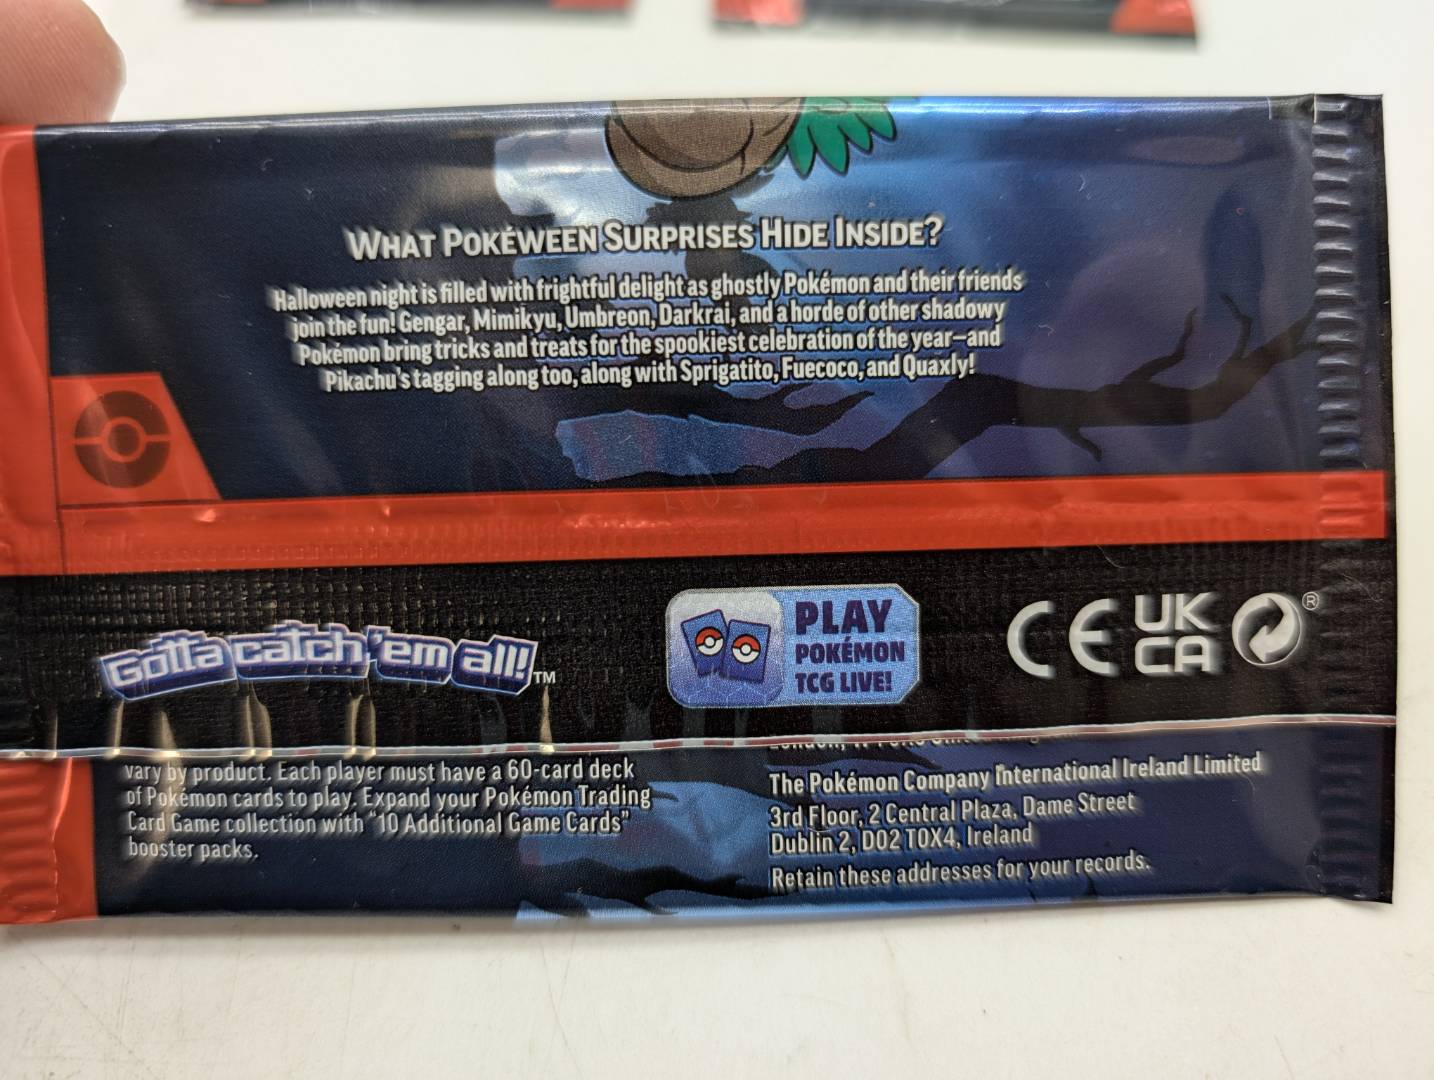 WHAT POKÉWEEN SURPRISES HIDE INSIDE?
Halloween night is filled with frightful delight as ghostly Pokémon and their friends
join the fun! Gengar, Mimikyu, Umbreon, Darkrai, and a horde of other shadowy
Pokémon bring tricks and treats for the spookiest celebration of the year—and
Pikachu's tagging along too, along with Sprigatito, Fuecoco, and Quaxly!
Gotta catch 'em all! TM
PLAY
POKÉMON
TCG LIVE!
CE
UK
CA
®
vary by product. Each player must have a 60-card deck
of Pokémon cards to play. Expand your Pokémon Trading
Card Game collection with "10 Additional Game Cards"
booster packs.
The Pokémon Company International Ireland Limited
3rd Floor, 2 Central Plaza, Dame Street
Dublin 2, D02 T0X4, Ireland
Retain these addresses for your records.